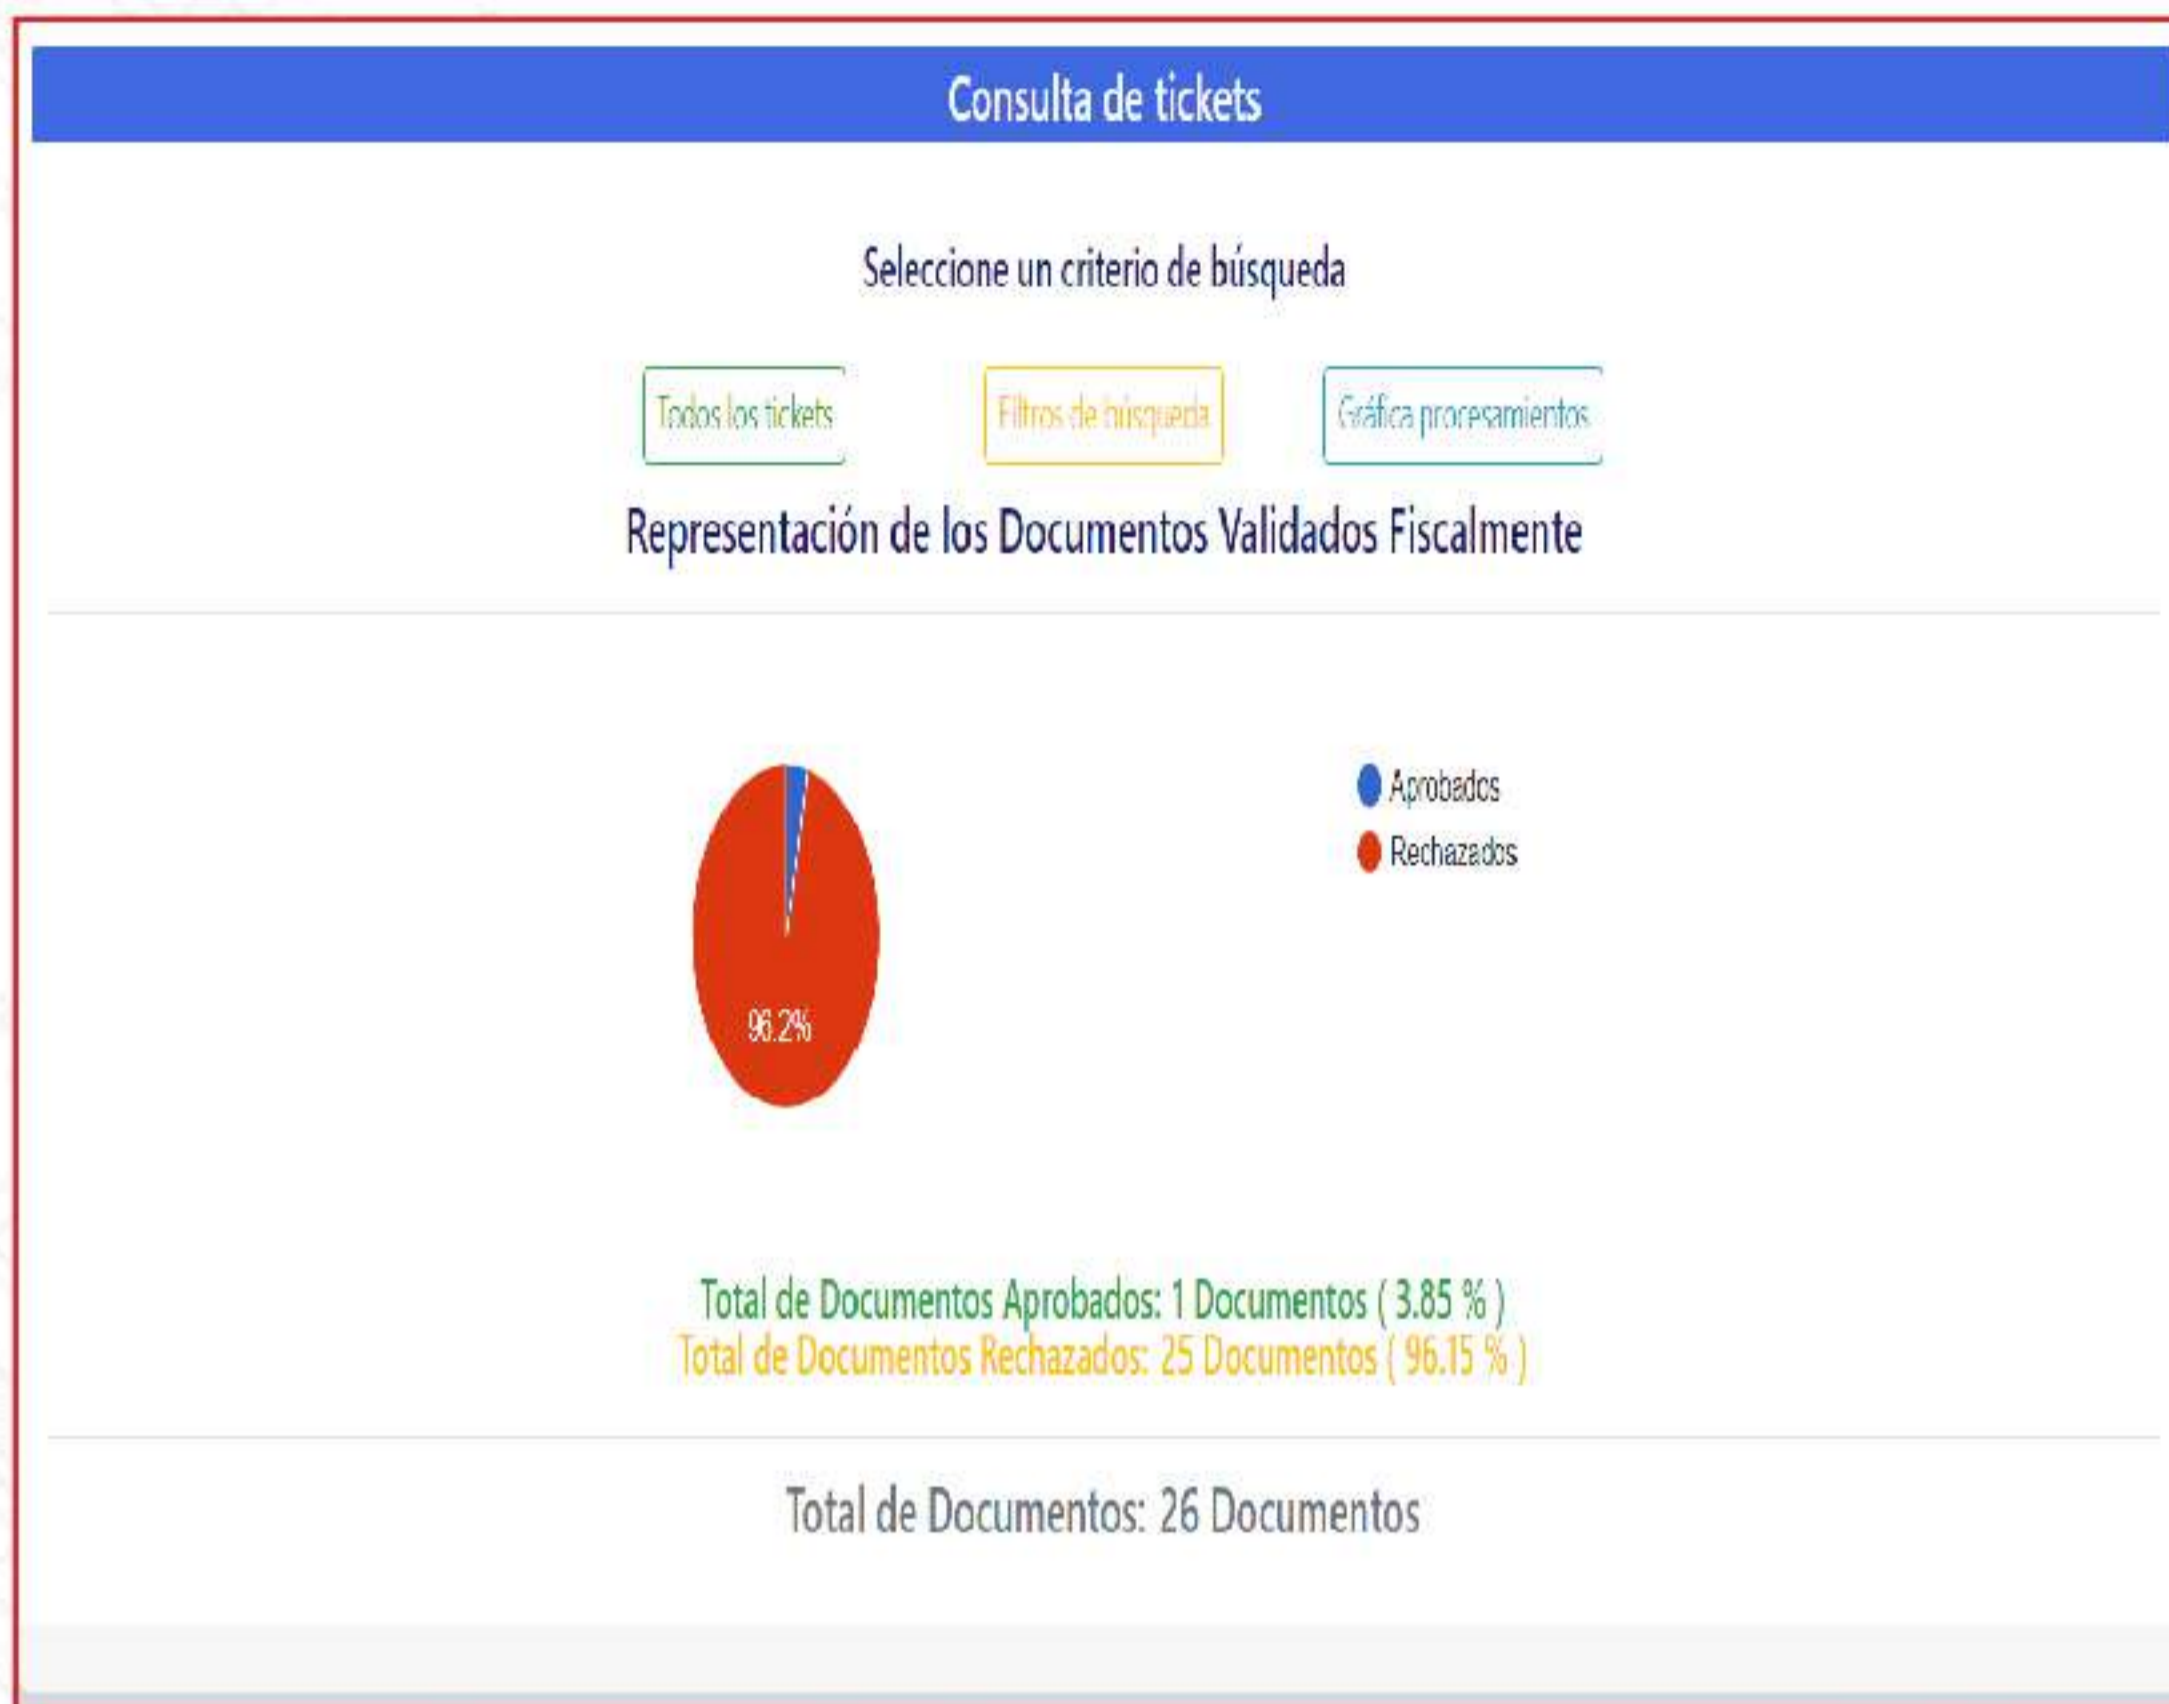 Consulta de tickets
Seleccione un criterio de búsqueda
Todos los tickets
Filtros de búsqueda
Gráfica procesamientos
Representación de los Documentos Validados Fiscalmente
Aprobados
Rechazados
96.2%
Total de Documentos Aprobados: 1 Documentos ( 3.85 % )
Total de Documentos Rechazados: 25 Documentos ( 96.15 % )
Total de Documentos: 26 Documentos